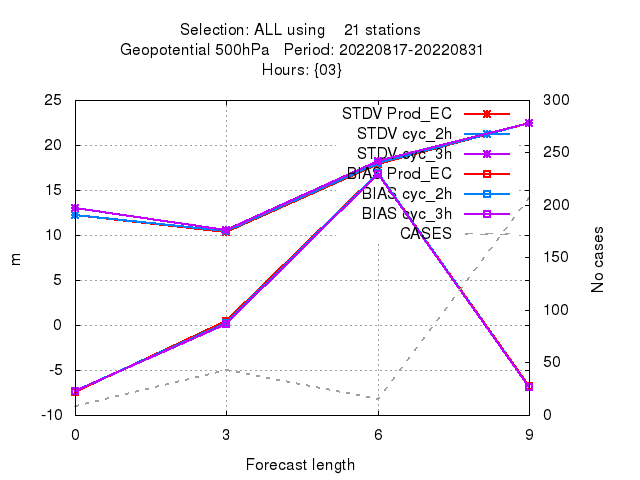 Selection: ALL using    21 stations
Geopotential 500hPa   Period: 20220817-20220831
Hours: {03}
25
20
15
10
5
0
-5
-10
m
STDV Prod_EC
STDV cyc_2h
STDV cyc_3h
BIAS Prod_EC
BIAS cyc_2h
BIAS cyc_3h
CASES
300
250
200
150
100
50
0
No cases
0 3 6 9
Forecast length